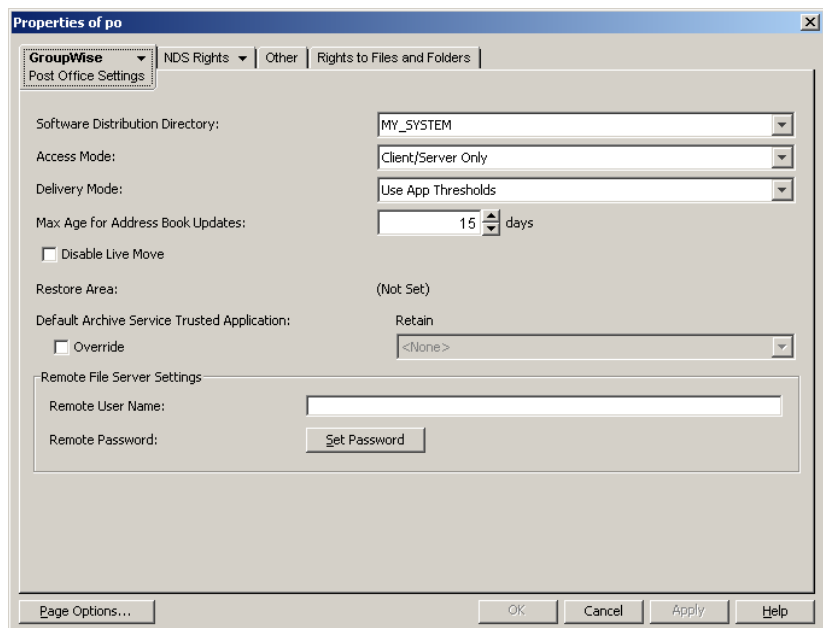 Properties of po
GroupWise NDS Rights Other Rights to Files and Folders
Post Office Settings
Software Distribution Directory: MY_SYSTEM
Access Mode: Client/Server Only
Delivery Mode: Use App Thresholds
Max Age for Address Book Updates: 15 days
Disable Live Move
Restore Area: (Not Set)
Default Archive Service Trusted Application: Retain
Override <None>
Remote File Server Settings
Remote User Name:
Remote Password: Set Password
Page Options... OK Cancel Apply Help